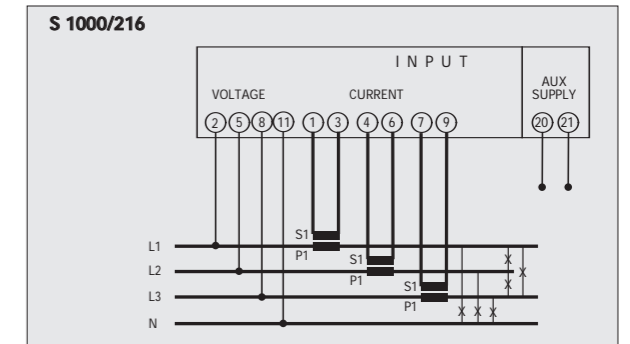 S 1000/216
I N P U T
VOLTAGE CURRENT AUX
SUPPLY
2 5 8 11 1 3 4 6 7 9 20 21
S1
L1
P1 S1
L2
P1 S1
L3
P1
N
X X
X
X X X